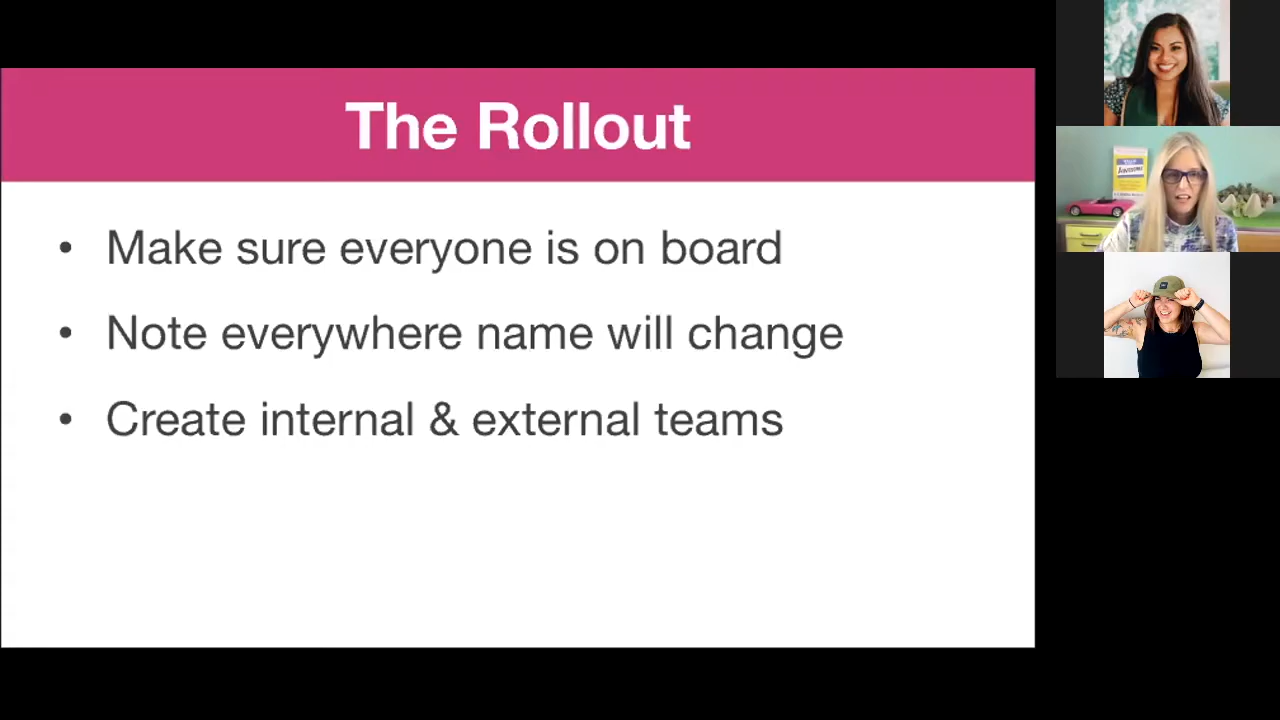 The Rollout
• Make sure everyone is on board
• Note everywhere name will change
• Create internal & external teams